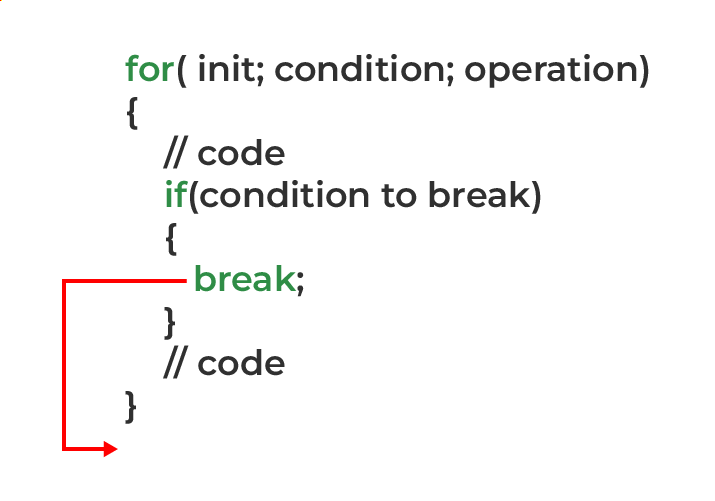 for( init; condition; operation)
{
// code
if(condition to break)
{
break;
}
// code
}